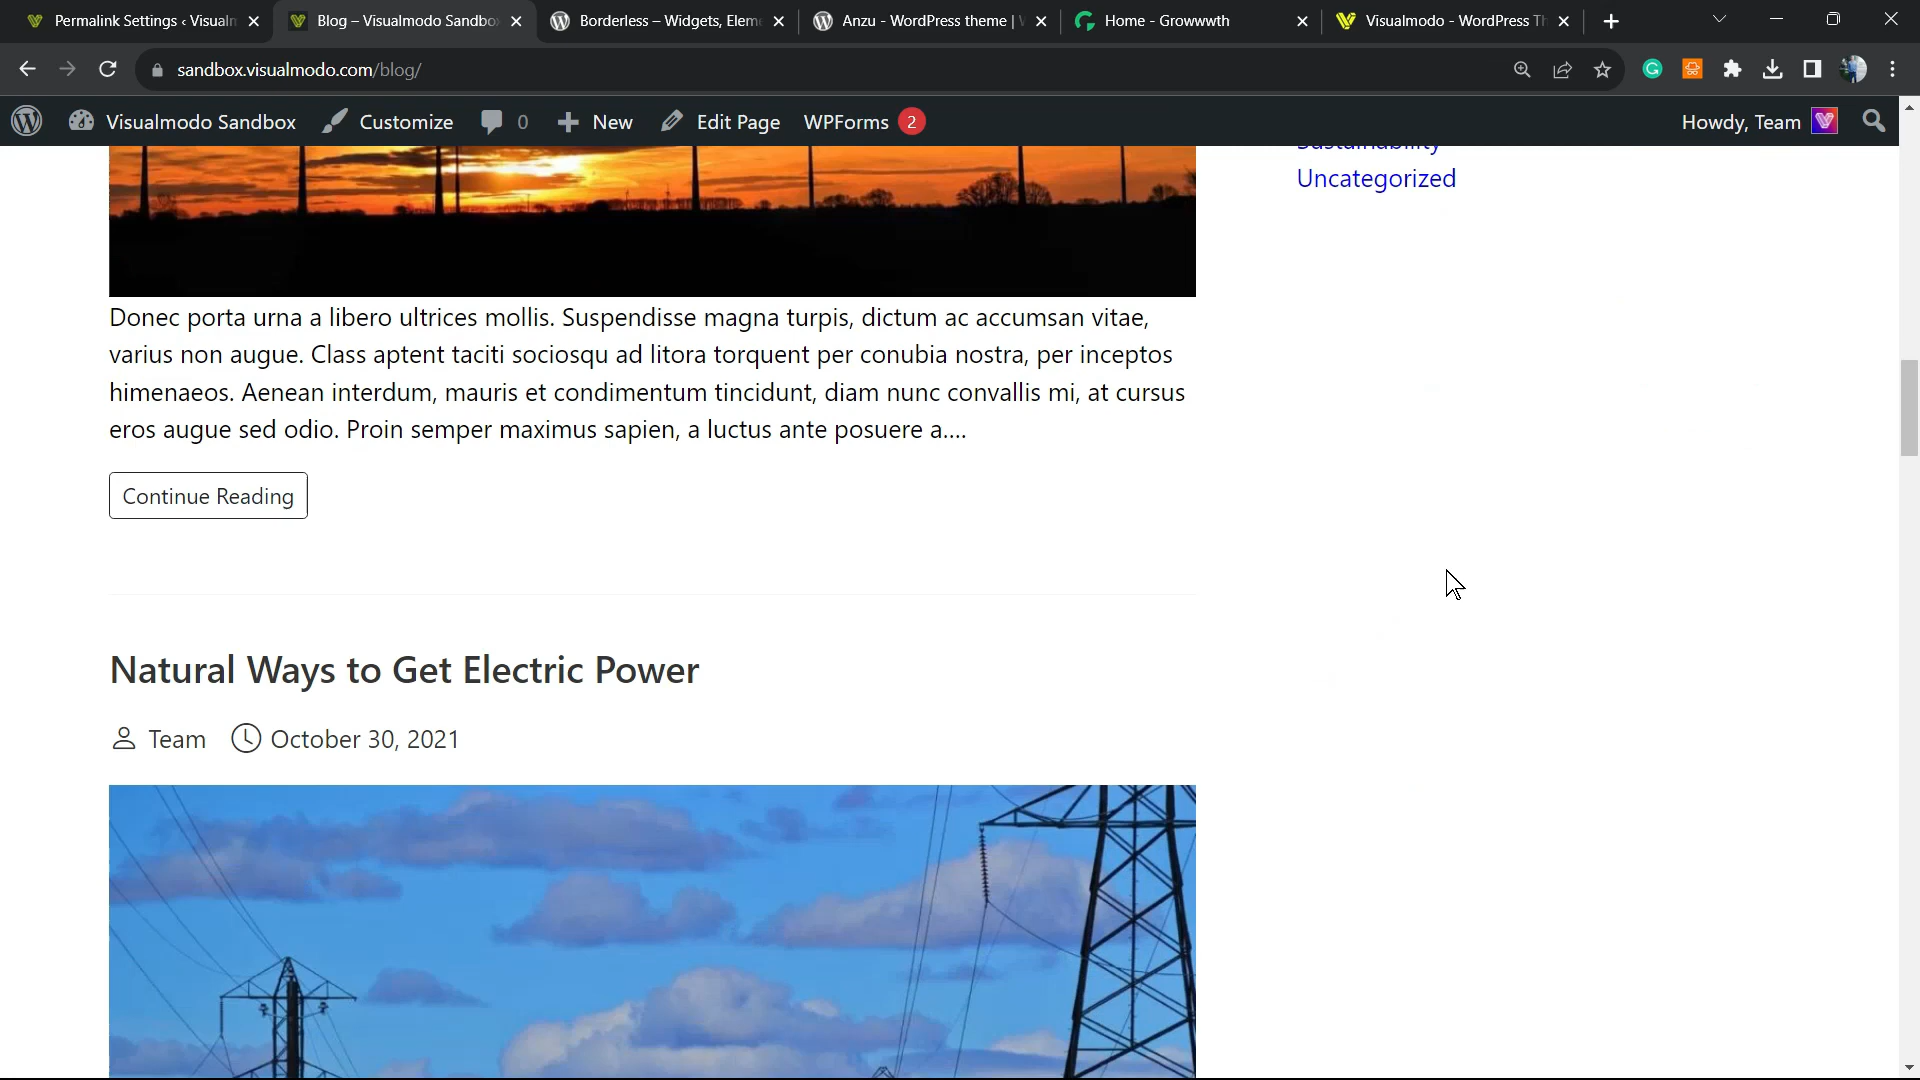 Permalink Settings ‹ Visualm
Blog – Visualmodo Sandbo
Borderless – Widgets, Elem
Anzu - WordPress theme |
Home - Growwwth
Visualmodo - WordPress Th
sandbox.visualmodo.com/blog/
Visualmodo Sandbox
Customize
0
New
Edit Page
WPForms 2
Howdy, Team
Sustainability
Uncategorized
Donec porta urna a libero ultrices mollis. Suspendisse magna turpis, dictum ac accumsan vitae,
varius non augue. Class aptent taciti sociosqu ad litora torquent per conubia nostra, per inceptos
himenaeos. Aenean interdum, mauris et condimentum tincidunt, diam nunc convallis mi, at cursus
eros augue sed odio. Proin semper maximus sapien, a luctus ante posuere a....
Continue Reading
Natural Ways to Get Electric Power
Team
October 30, 2021